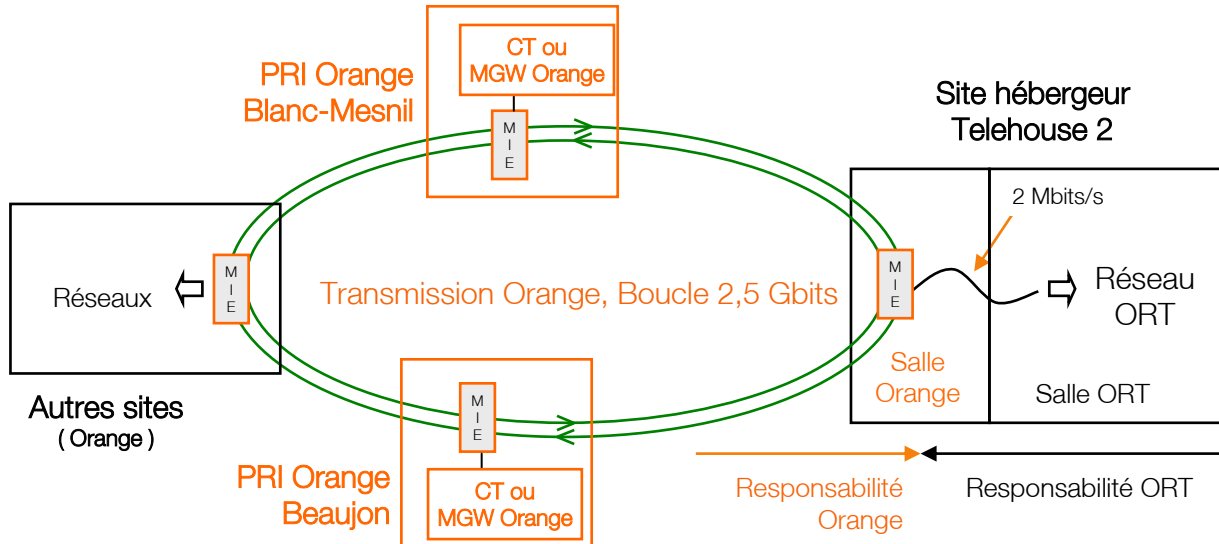 CT ou
MGW Orange
PRI Orange
Blanc-Mesnil
M
I
E
Site hébergeur
Telehouse 2
2 Mbits/s
M
I
E
Réseaux
Transmission Orange, Boucle 2,5 Gbits
M
I
E
Réseau
ORT
Salle
Orange
Salle ORT
Autres sites
( Orange )
M
I
E
PRI Orange
Beaujon
CT ou
MGW Orange
Responsabilité
Orange
Responsabilité ORT